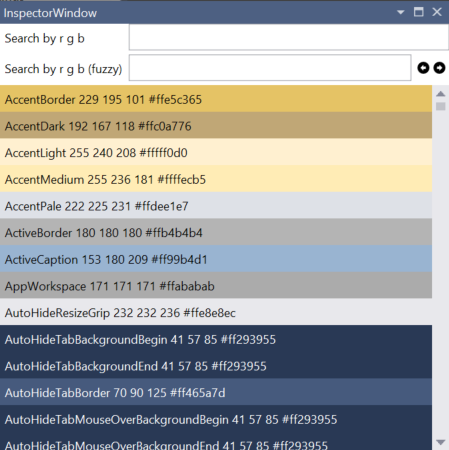 InspectorWindow
Search by r g b
Search by r g b (fuzzy)
AccentBorder 229 195 101 #ffe5c365
AccentDark 192 167 118 #ffc0a776
AccentLight 255 240 208 #fffff0d0
AccentMedium 255 236 181 #ffffecb5
AccentPale 222 225 231 #ffdee1e7
ActiveBorder 180 180 180 #ffb4b4b4
ActiveCaption 153 180 209 #ff99b4d1
AppWorkspace 171 171 171 #ffababab
AutoHideResizeGrip 232 232 236 #ffe8e8ec
AutoHideTabBackgroundBegin 41 57 85 #ff293955
AutoHideTabBackgroundEnd 41 57 85 #ff293955
AutoHideTabBorder 70 90 125 #ff465a7d
AutoHideTabMouseOverBackgroundBegin 41 57 85 #ff293955
AutoHideTabMouseOverBackgroundEnd 41 57 85 #ff293955